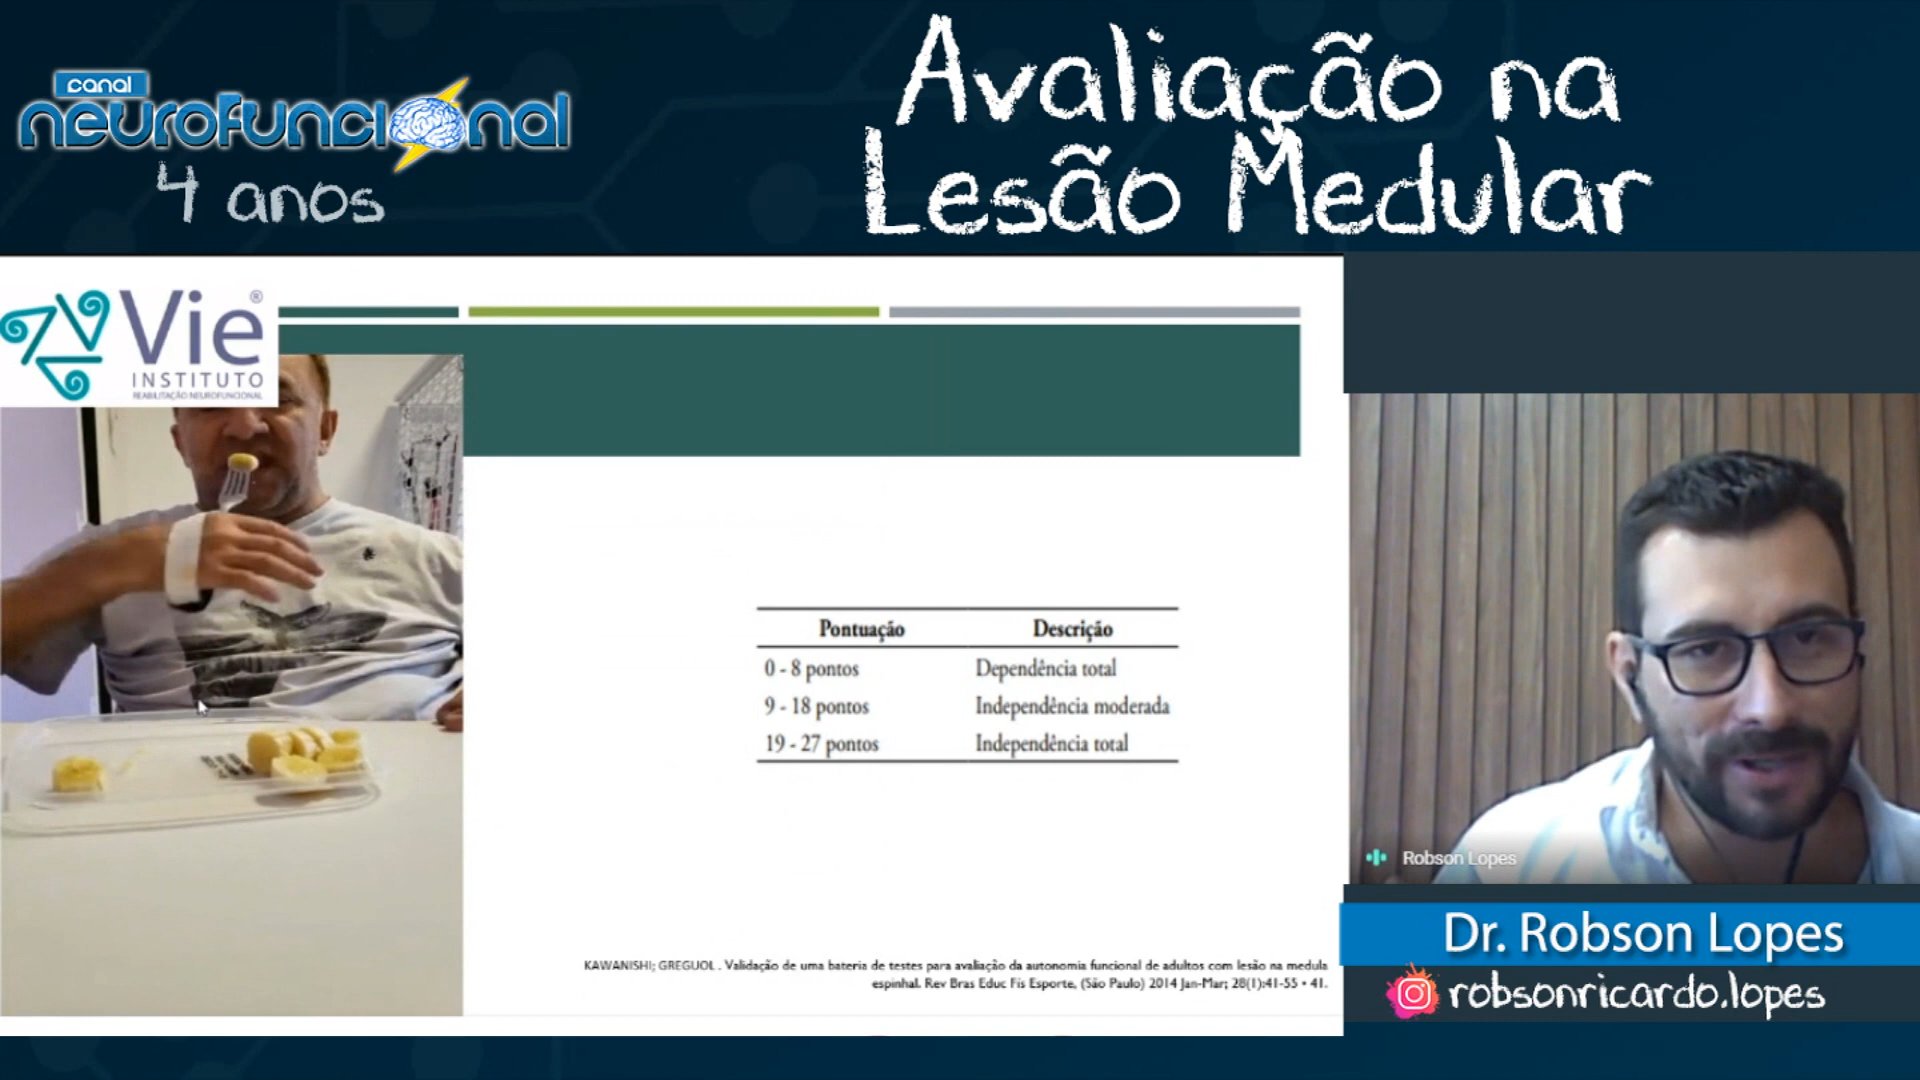 canal
neurofuncional
4 anos
Avaliação na
Lesão Medular
Vie®
INSTITUTO
REABILITAÇÃO NEUROFUNCIONAL
Pontuação Descrição
0 - 8 pontos Dependência total
9 - 18 pontos Independência moderada
19 - 27 pontos Independência total
KAWANISHI; GREGUOL . Validação de uma bateria de testes para avaliação da autonomia funcional de adultos com lesão na medula
espinhal. Rev Bras Educ Fís Esporte, (São Paulo) 2014 Jan-Mar; 28(1):41-55 • 41.
Robson Lopes
Dr. Robson Lopes
robsonricardo.lopes